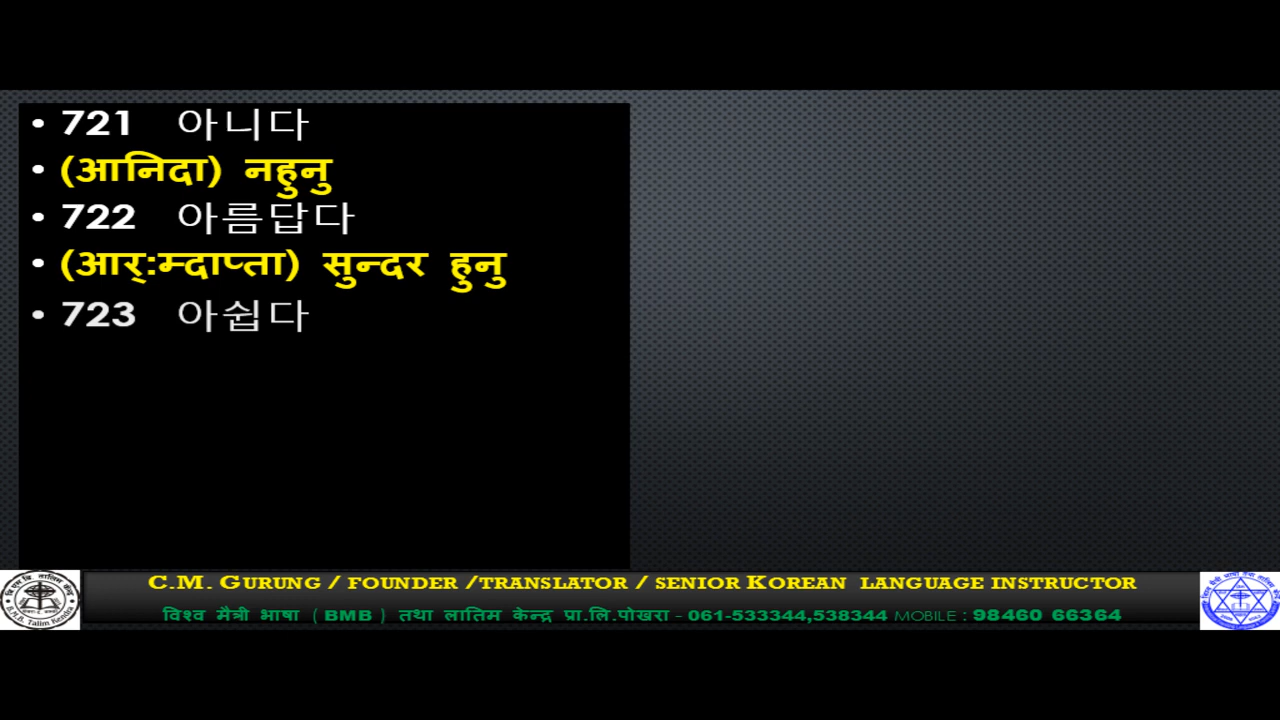 • 721 아니다
• (आनिदा) नहुनु
• 722 아름답다
• (आर्:म्दाप्ता) सुन्दर हुनु
• 723 아쉽다
C.M. GURUNG / FOUNDER /TRANSLATOR / SENIOR KOREAN LANGUAGE INSTRUCTOR
विश्व मैत्री भाषा ( BMB ) तथा लातिम केन्द्र प्रा.लि.पोखरा - 061-533344,538344 MOBILE : 98460 66364